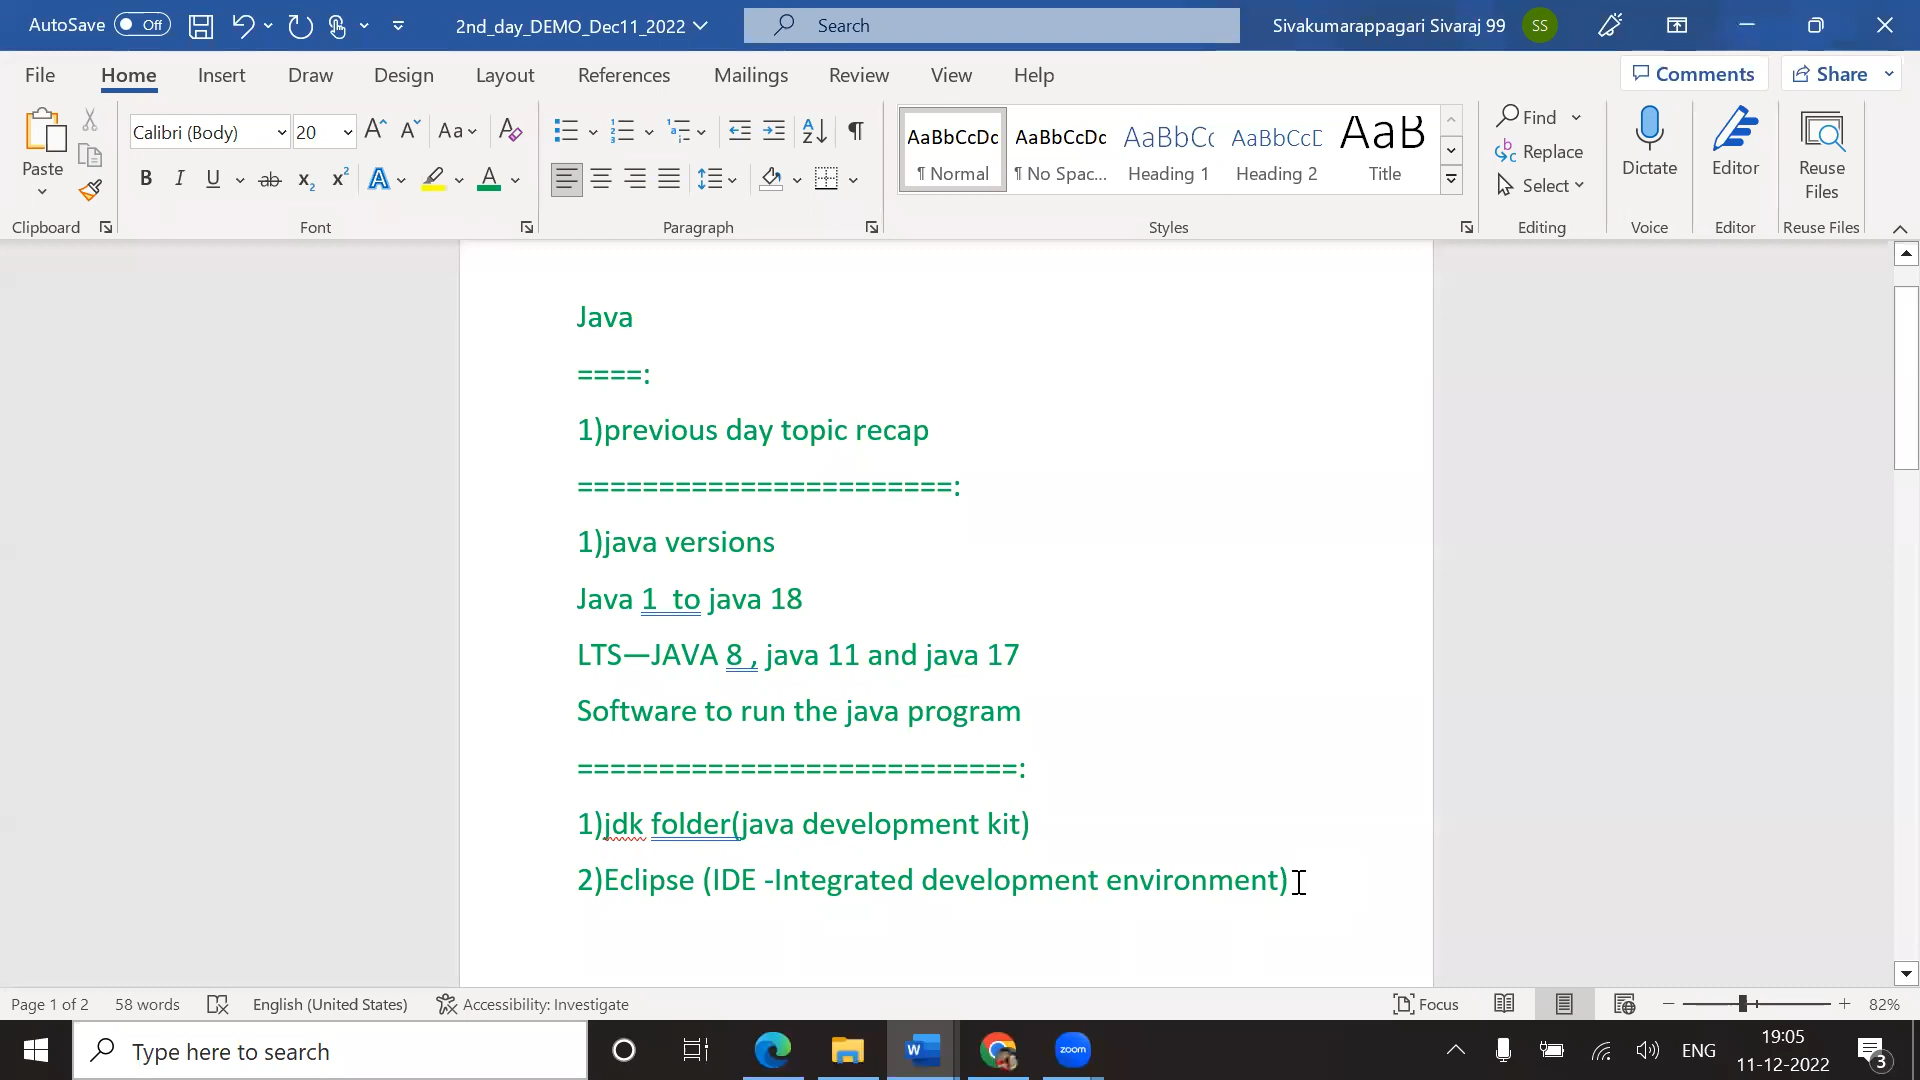 AutoSave Off 2nd_day_DEMO_Dec11_2022 Search Sivakumarappagari Sivaraj 99 SS
File Home Insert Draw Design Layout References Mailings Review View Help Comments Share
Paste
Calibri (Body) 20 Aa
AaBbCcDc AaBbCcDc AaBbCc AaBbCcD AaB
¶ Normal ¶ No Spac... Heading 1 Heading 2 Title
Find
Replace
Select
Dictate
Editor
Reuse
Files
Clipboard Font Paragraph Styles Editing Voice Editor Reuse Files
Java
====:
1)previous day topic recap
=======================:
1)java versions
Java 1  to java 18
LTS—JAVA 8 , java 11 and java 17
Software to run the java program
===========================:
1)jdk folder(java development kit)
2)Eclipse (IDE -Integrated development environment)
Page 1 of 2 58 words English (United States) Accessibility: Investigate Focus 82%
Type here to search zoom ENG 19:05
11-12-2022 3